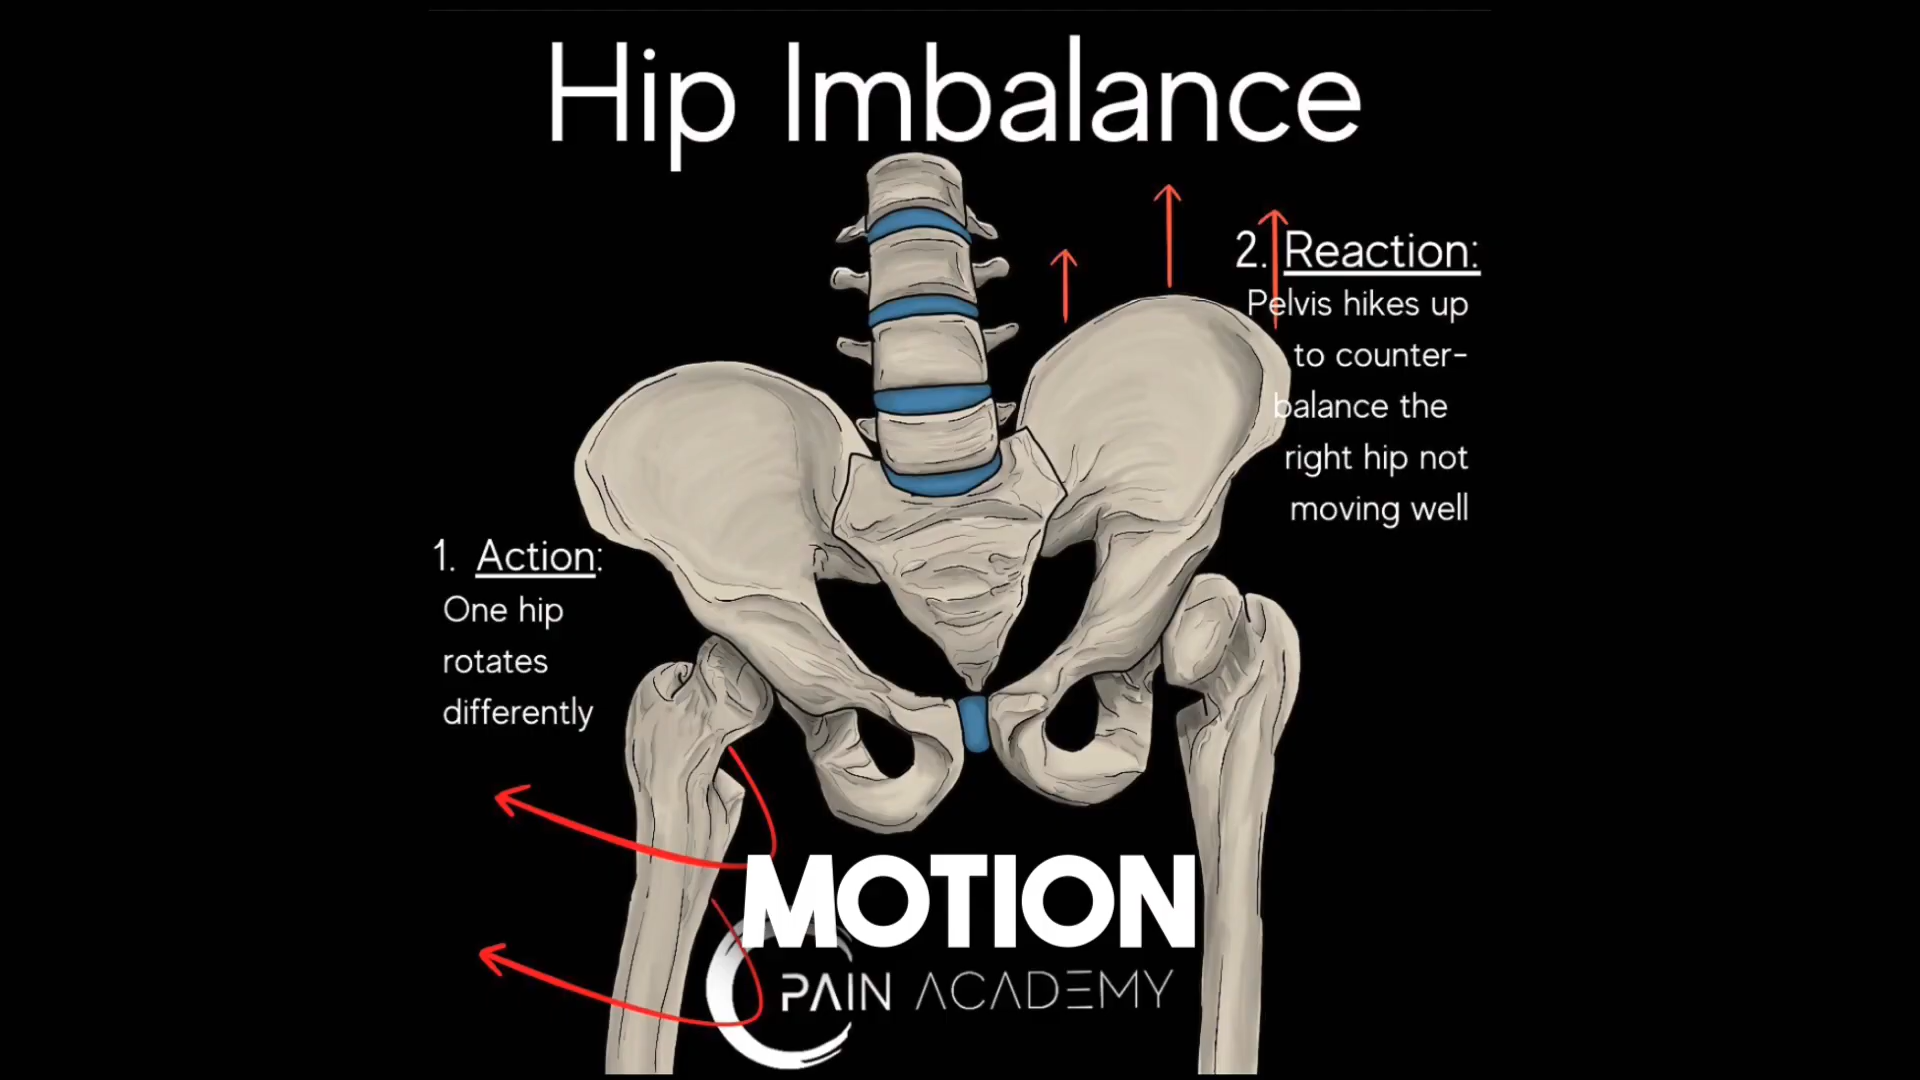 Hip Imbalance
2. Reaction:
Pelvis hikes up
to counter-
balance the
right hip not
moving well
1. Action:
One hip
rotates
differently
MOTION
PAIN ACADEMY